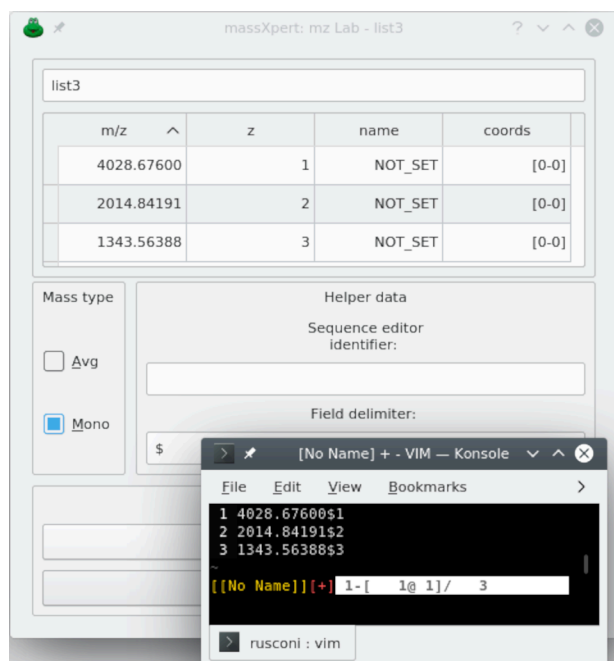 massXpert: mz Lab - list3
list3
m/z z name coords
4028.67600 1 NOT_SET [0-0]
2014.84191 2 NOT_SET [0-0]
1343.56388 3 NOT_SET [0-0]
Mass type
Helper data
Sequence editor
identifier:
Avg
Field delimiter:
Mono
$
[No Name] + - VIM — Konsole
File Edit View Bookmarks
1 4028.67600$1
2 2014.84191$2
3 1343.56388$3
~
[[No Name]][+] 1-[ 1@ 1]/ 3
rusconi : vim